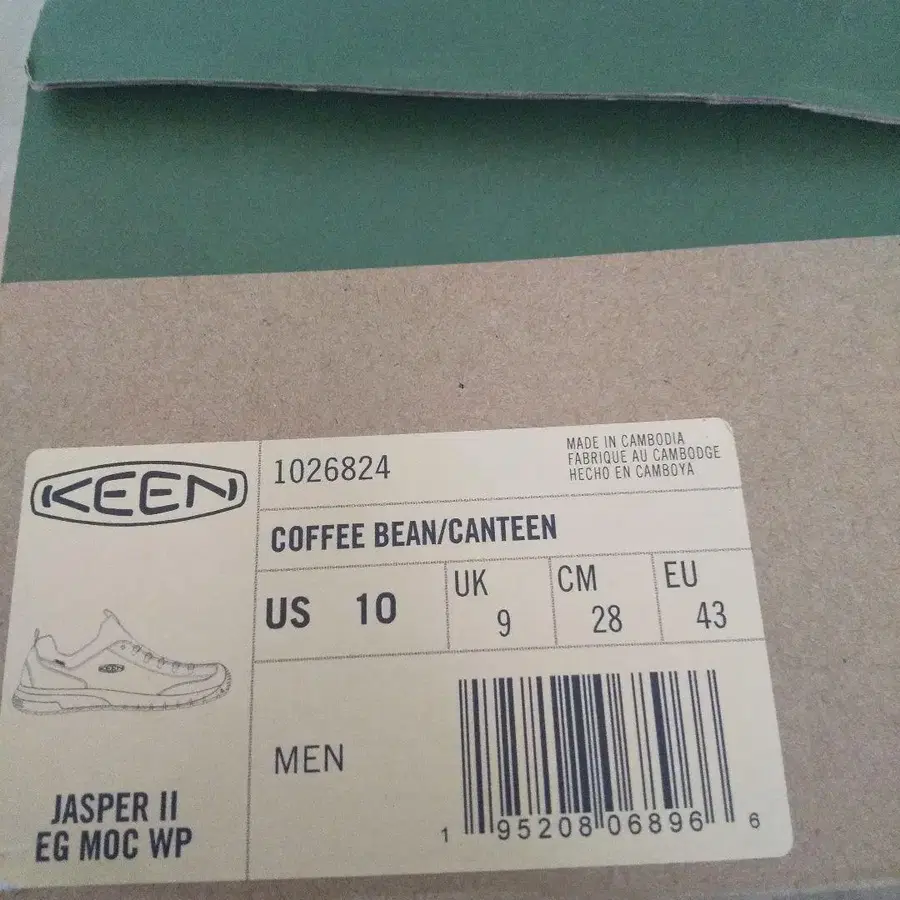 KEEN
1026824
MADE IN CAMBODIA
FABRIQUE AU CAMBODGE
HECHO EN CAMBOYA
COFFEE BEAN/CANTEEN
US 10
UK 9
CM 28
EU 43
KEEN
MEN
JASPER II
EG MOC WP
1 95208 06896 6